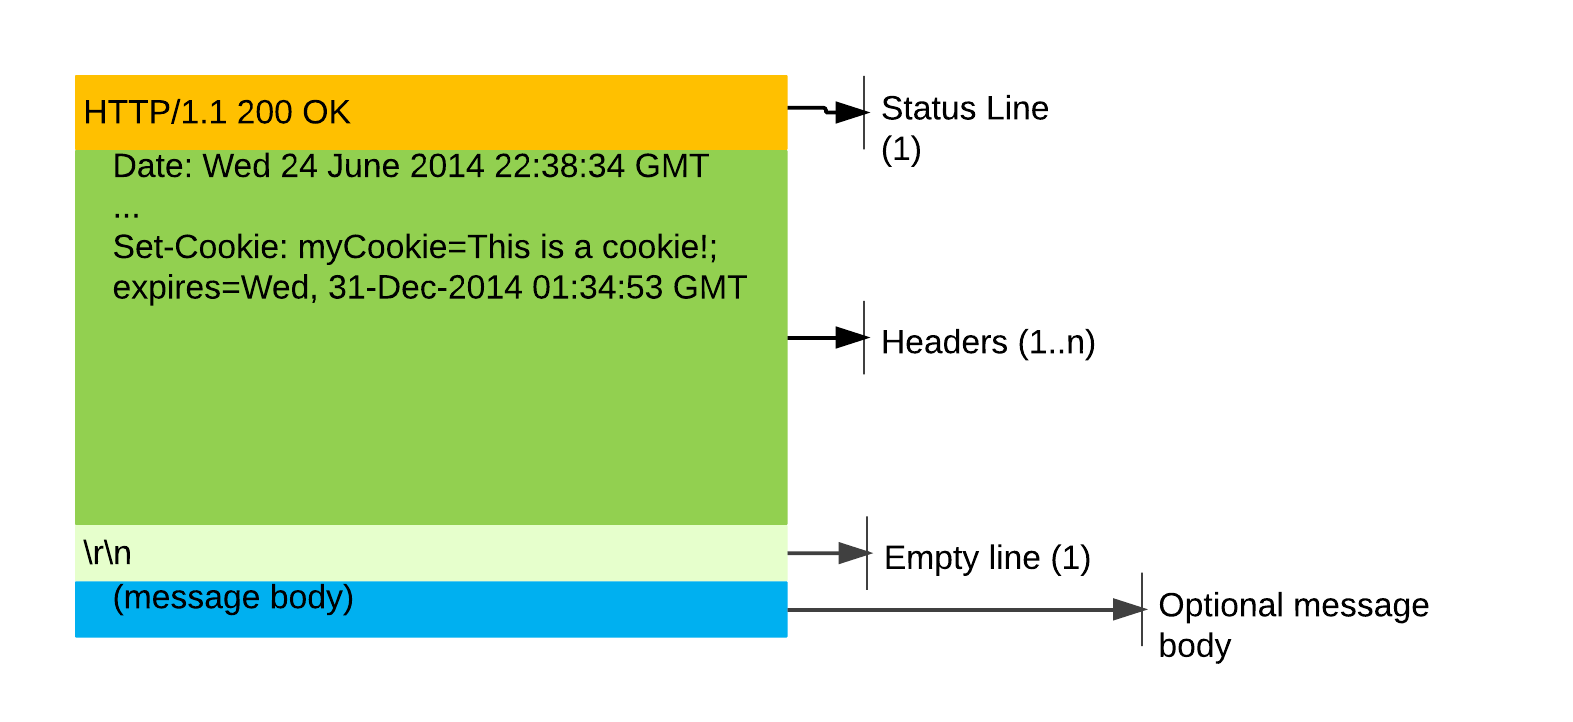 HTTP/1.1 200 OK
Date: Wed 24 June 2014 22:38:34 GMT
...
Set-Cookie: myCookie=This is a cookie!;
expires=Wed, 31-Dec-2014 01:34:53 GMT
\r\n
(message body)
Status Line
(1)
Headers (1..n)
Empty line (1)
Optional message
body